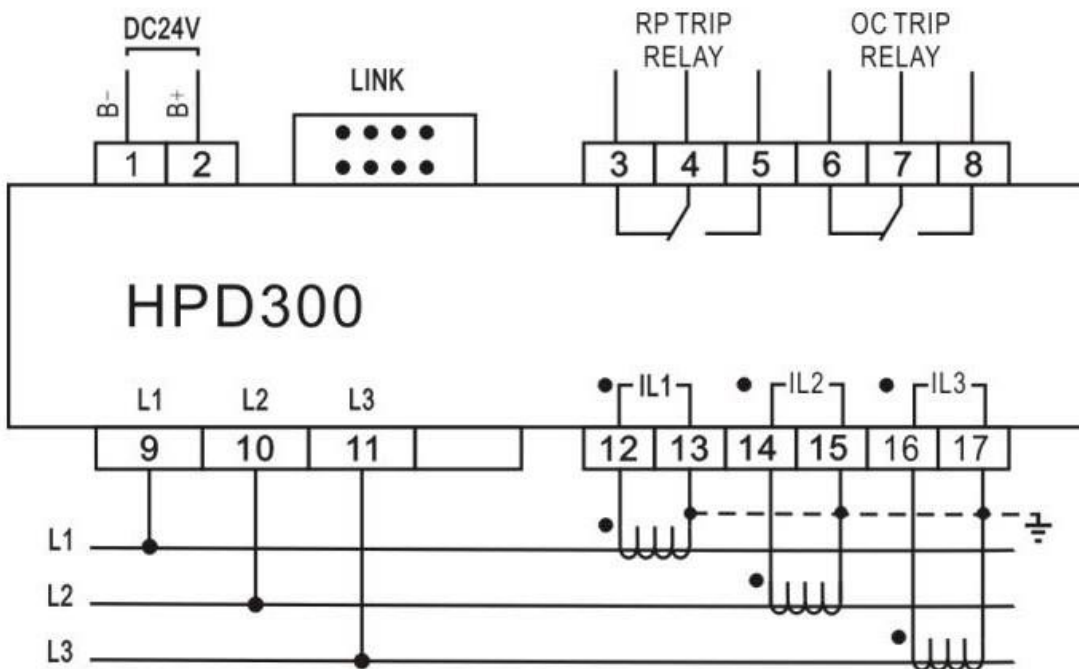 DC24V
RP TRIP RELAY
OC TRIP RELAY
B-
B+
LINK
1 2
3 4 5 6 7 8
HPD300
L1 L2 L3
IL1 IL2 IL3
9 10 11
12 13 14 15 16 17
L1
L2
L3